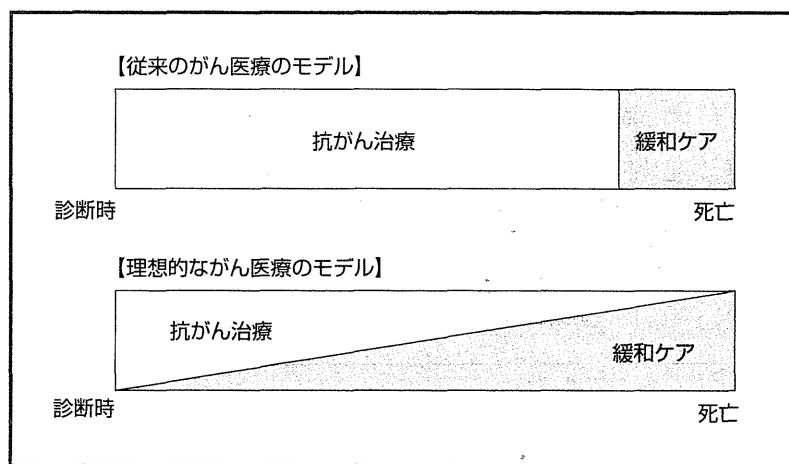 【従来のがん医療のモデル】
抗がん治療 緩和ケア
診断時 死亡
【理想的ながん医療のモデル】
抗がん治療
緩和ケア
診断時 死亡